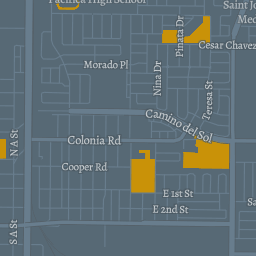 Pacifica High School
Saint Jo
Med
Pinata Dr
Cesar Chavez
Morado Pl
Nina Dr
Teresa St
Camino del Sol
N A St
Colonia Rd
Cooper Rd
E 1st St
E 2nd St
Sa
S A St